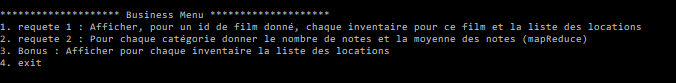 ******************** Business Menu ********************
1. requete 1 : Afficher, pour un id de film donné, chaque inventaire pour ce film et la liste des locations
2. requete 2 : Pour chaque catégorie donner le nombre de notes et la moyenne des notes (mapReduce)
3. Bonus : Afficher pour chaque inventaire la liste des locations
4. exit